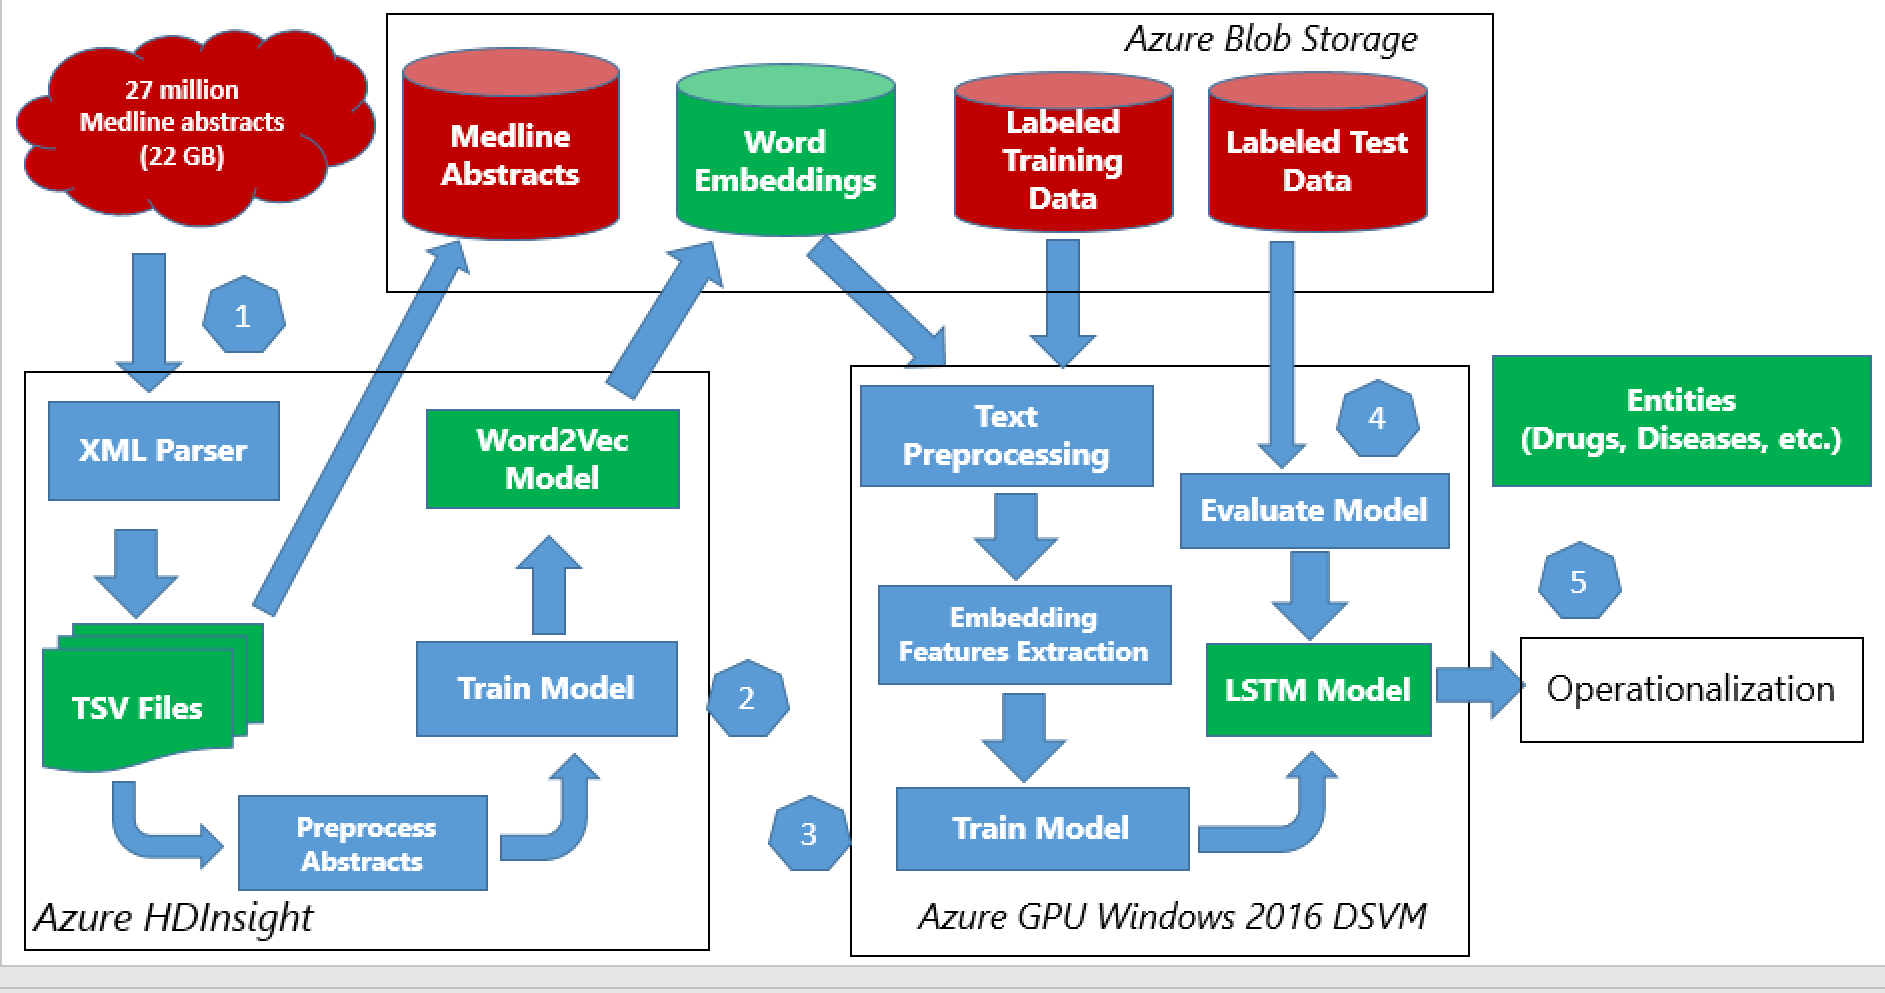 Azure Blob Storage
27 million
Medline abstracts
(22 GB)
Medline
Abstracts
Word
Embeddings
Labeled
Training
Data
Labeled Test
Data
1
XML Parser
TSV Files
Preprocess
Abstracts
Train Model
2
Word2Vec
Model
Azure HDInsight
Text
Preprocessing
Embedding
Features Extraction
3
Train Model
4
Evaluate Model
LSTM Model
Azure GPU Windows 2016 DSVM
Entities
(Drugs, Diseases, etc.)
5
Operationalization